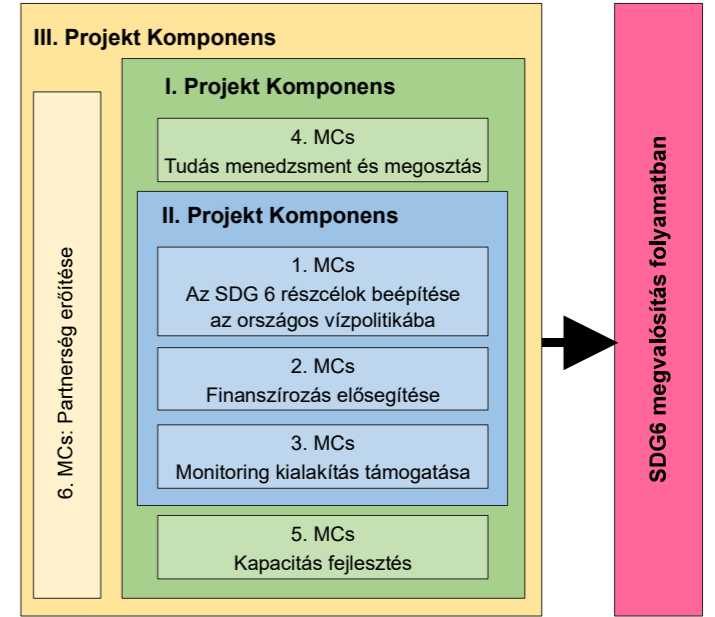 III. Projekt Komponens
I. Projekt Komponens
4. MCs
Tudás menedzsment és megosztás
II. Projekt Komponens
1. MCs
Az SDG 6 részcélok beépítése
az országos vízpolitikába
2. MCs
Finanszírozás elősegítése
3. MCs
Monitoring kialakítás támogatása
5. MCs
Kapacitás fejlesztés
6. MCs: Partnerség erőítése
SDG6 megvalósítás folyamatban